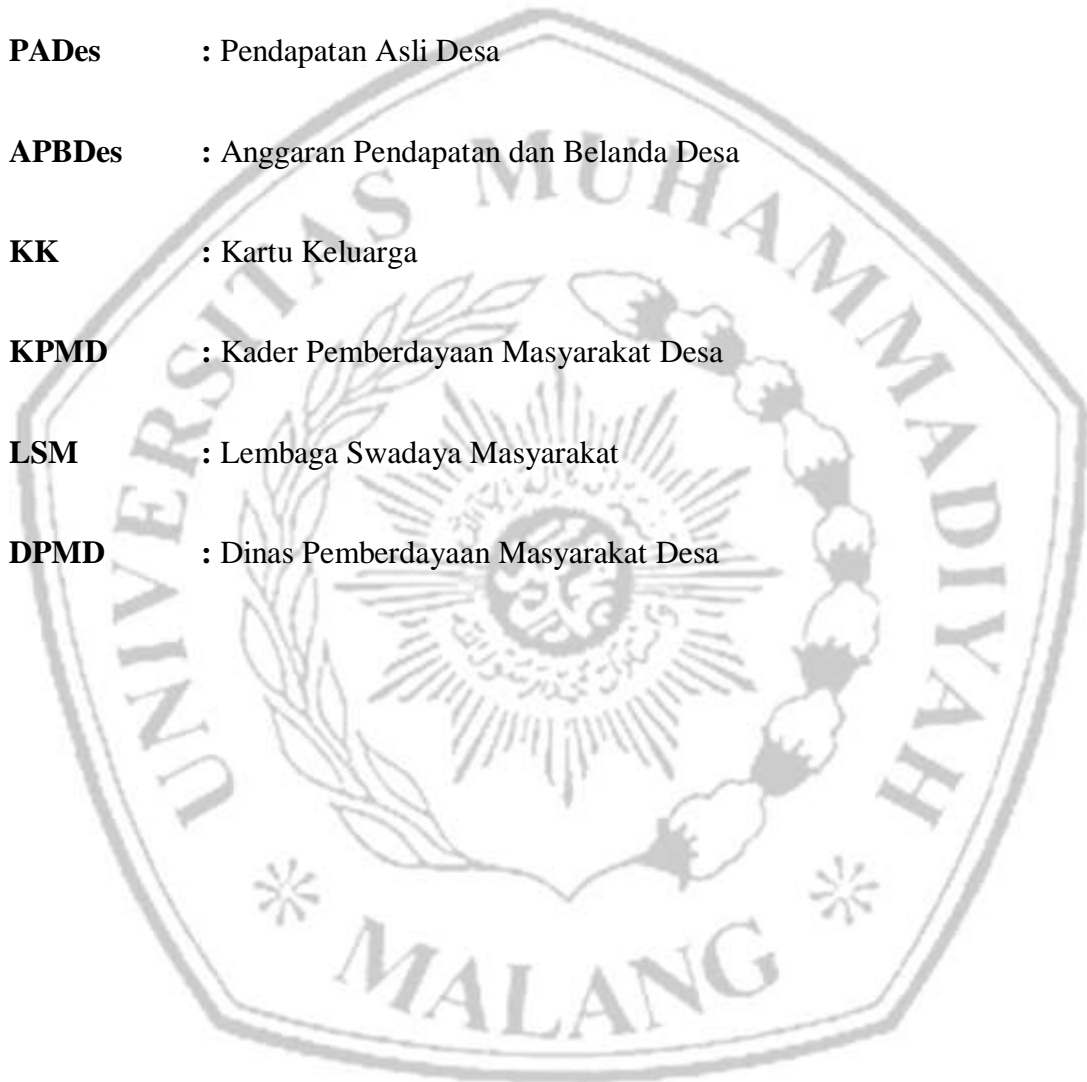 PADes : Pendapatan Asli Desa
APBDes : Anggaran Pendapatan dan Belanda Desa
KK : Kartu Keluarga
KPMD : Kader Pemberdayaan Masyarakat Desa
LSM : Lembaga Swadaya Masyarakat
DPMD : Dinas Pemberdayaan Masyarakat Desa
UNIVERSITAS MUHAMMADIYAH
MALANG